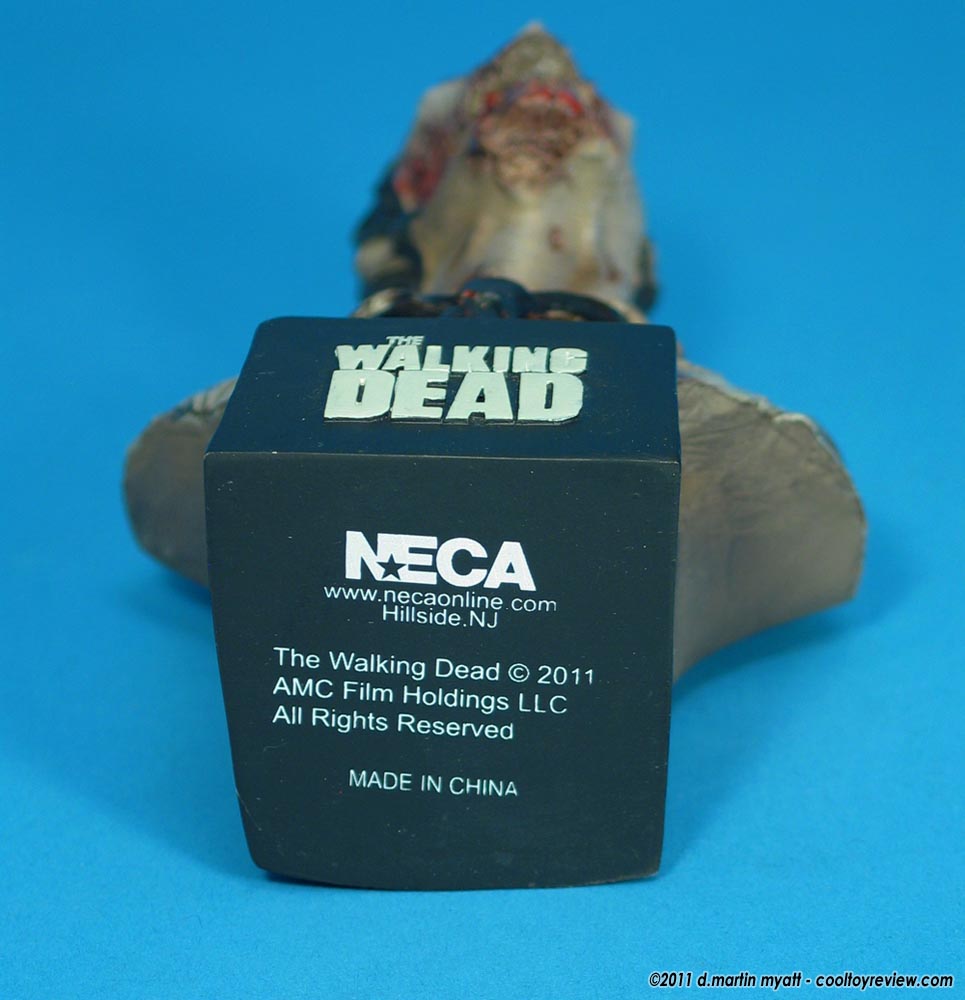 THE
WALKING
DEAD
NECA
www.necaonline.com
Hillside.NJ
The Walking Dead © 2011
AMC Film Holdings LLC
All Rights Reserved
MADE IN CHINA
©2011 d.martin myatt - cooltoyreview.com